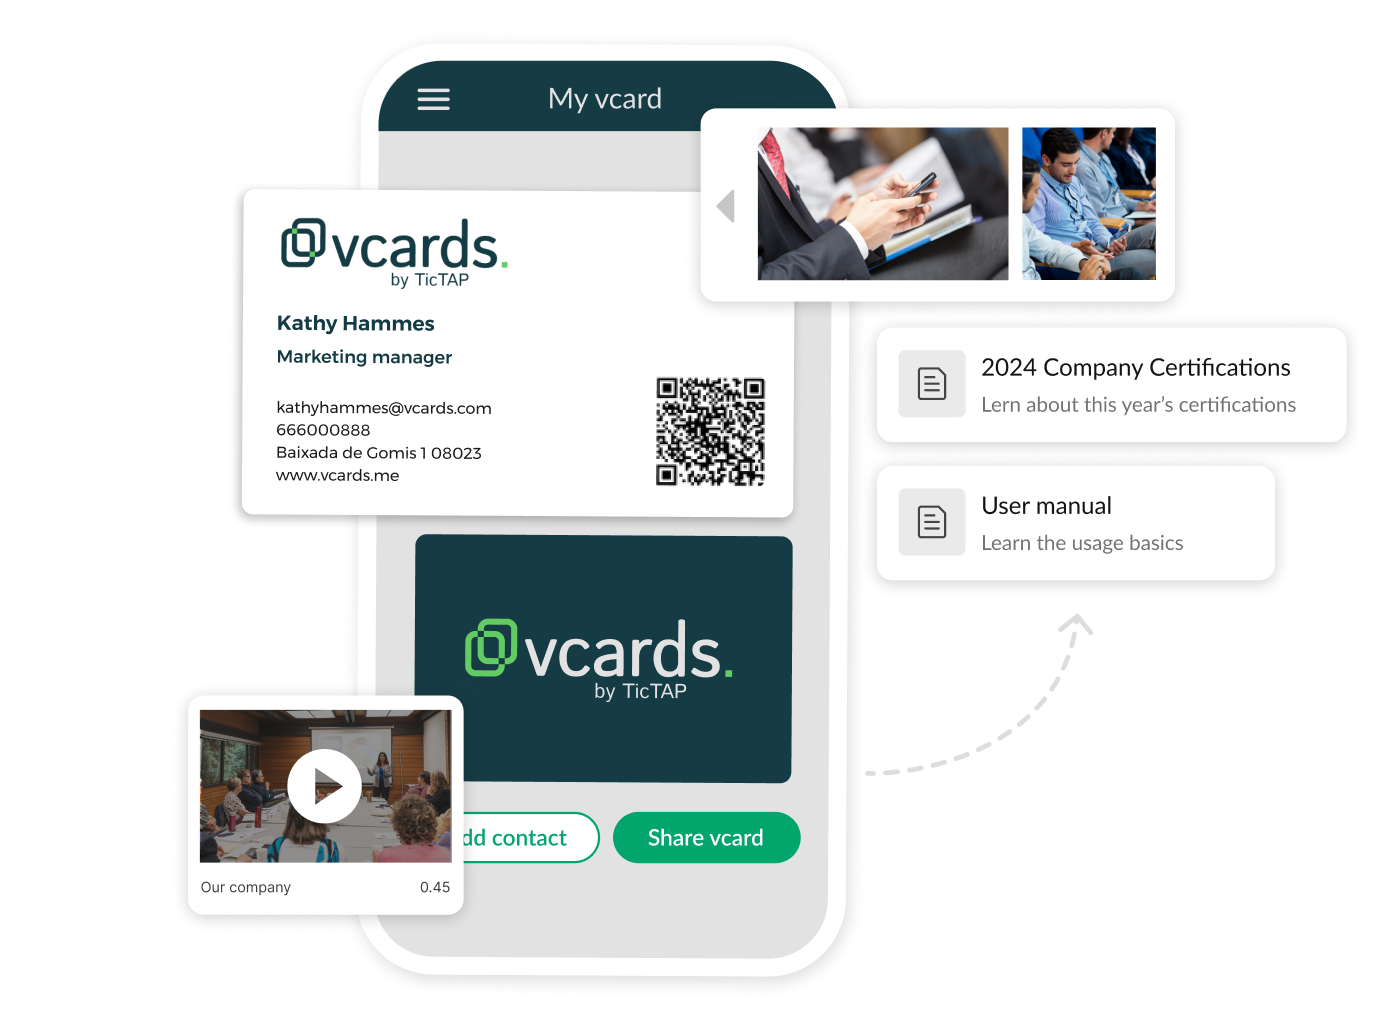 My vcard
vcards.
by TicTAP
Kathy Hammes
Marketing manager
kathyhammes@vcards.com
666000888
Baixada de Gomis 1 08023
www.vcards.me
2024 Company Certifications
Lern about this year's certifications
User manual
Learn the usage basics
vcards.
by TicTAP
dd contact
Share vcard
Our company
0.45